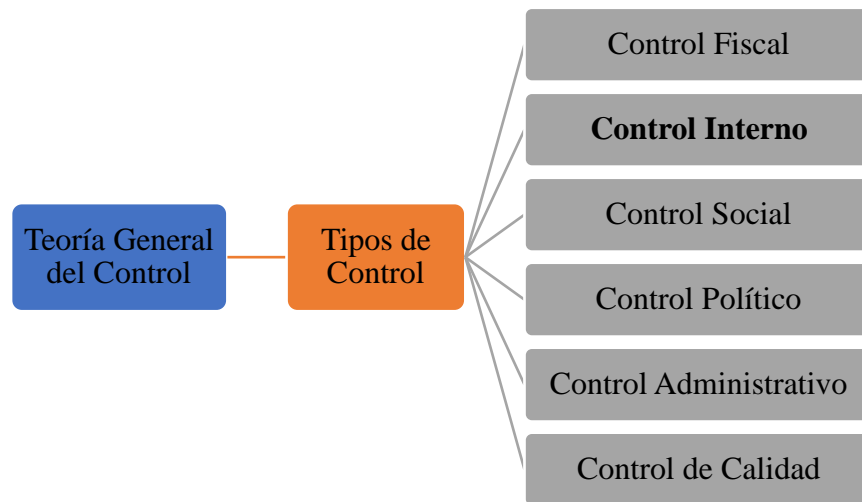 Teoría General
del Control
Tipos de
Control
Control Fiscal
Control Interno
Control Social
Control Político
Control Administrativo
Control de Calidad